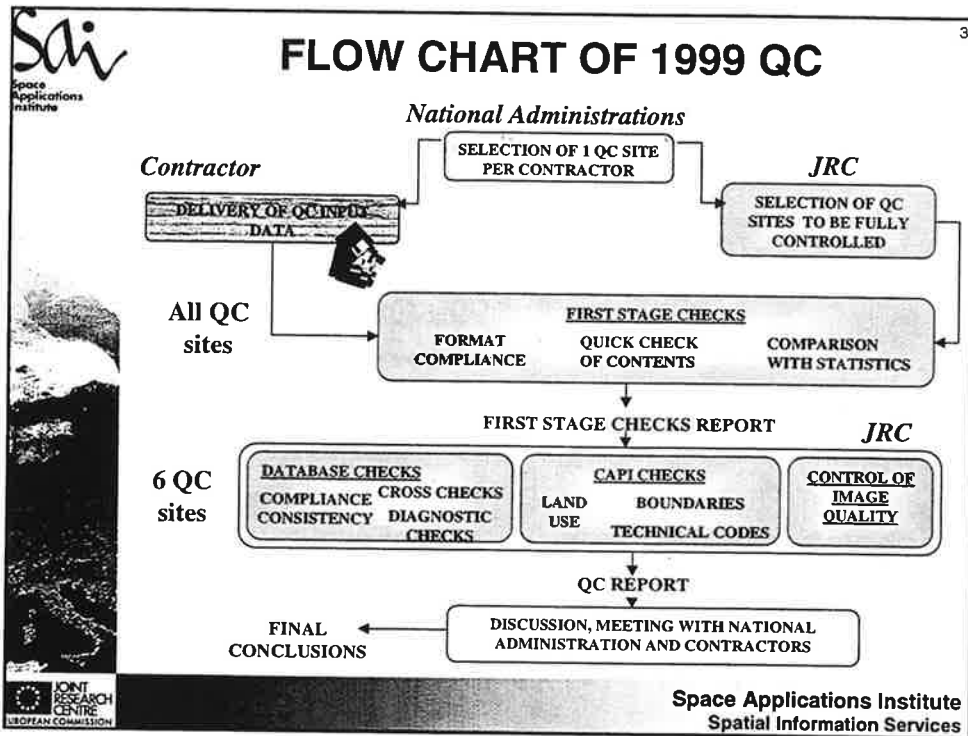 3
Sai
Space
Applications
Institute
FLOW CHART OF 1999 QC
National Administrations
SELECTION OF 1 QC SITE
PER CONTRACTOR
Contractor
DELIVERY OF QC INPUT
DATA
JRC
SELECTION OF QC
SITES TO BE FULLY
CONTROLLED
All QC
sites
FIRST STAGE CHECKS
FORMAT
COMPLIANCE
QUICK CHECK
OF CONTENTS
COMPARISON
WITH STATISTICS
FIRST STAGE CHECKS REPORT
JRC
6 QC
sites
DATABASE CHECKS
COMPLIANCE
CONSISTENCY
CROSS CHECKS
DIAGNOSTIC
CHECKS
CAPI CHECKS
LAND
USE
BOUNDARIES
TECHNICAL CODES
CONTROL OF
IMAGE
QUALITY
QC REPORT
FINAL
CONCLUSIONS
DISCUSSION, MEETING WITH NATIONAL
ADMINISTRATION AND CONTRACTORS
JOINT
RESEARCH
CENTRE
EUROPEAN COMMISSION
Space Applications Institute
Spatial Information Services